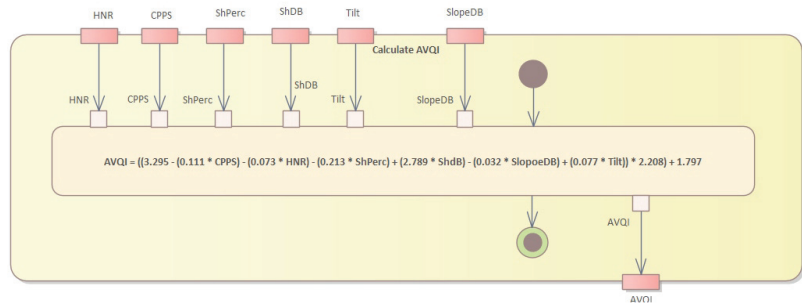 HNR CPPS ShPerc ShDB Tilt SlopeDB
Calculate AVQI
ShDB
HNR CPPS ShPerc Tilt SlopeDB
AVQI = ((3.295 - (0.111 * CPPS) - (0.073 * HNR) - (0.213 * ShPerc) + (2.789 * ShdB) - (0.032 * SlopoeDB) + (0.077 * Tilt)) * 2.208) + 1.797
AVQI
AVQI